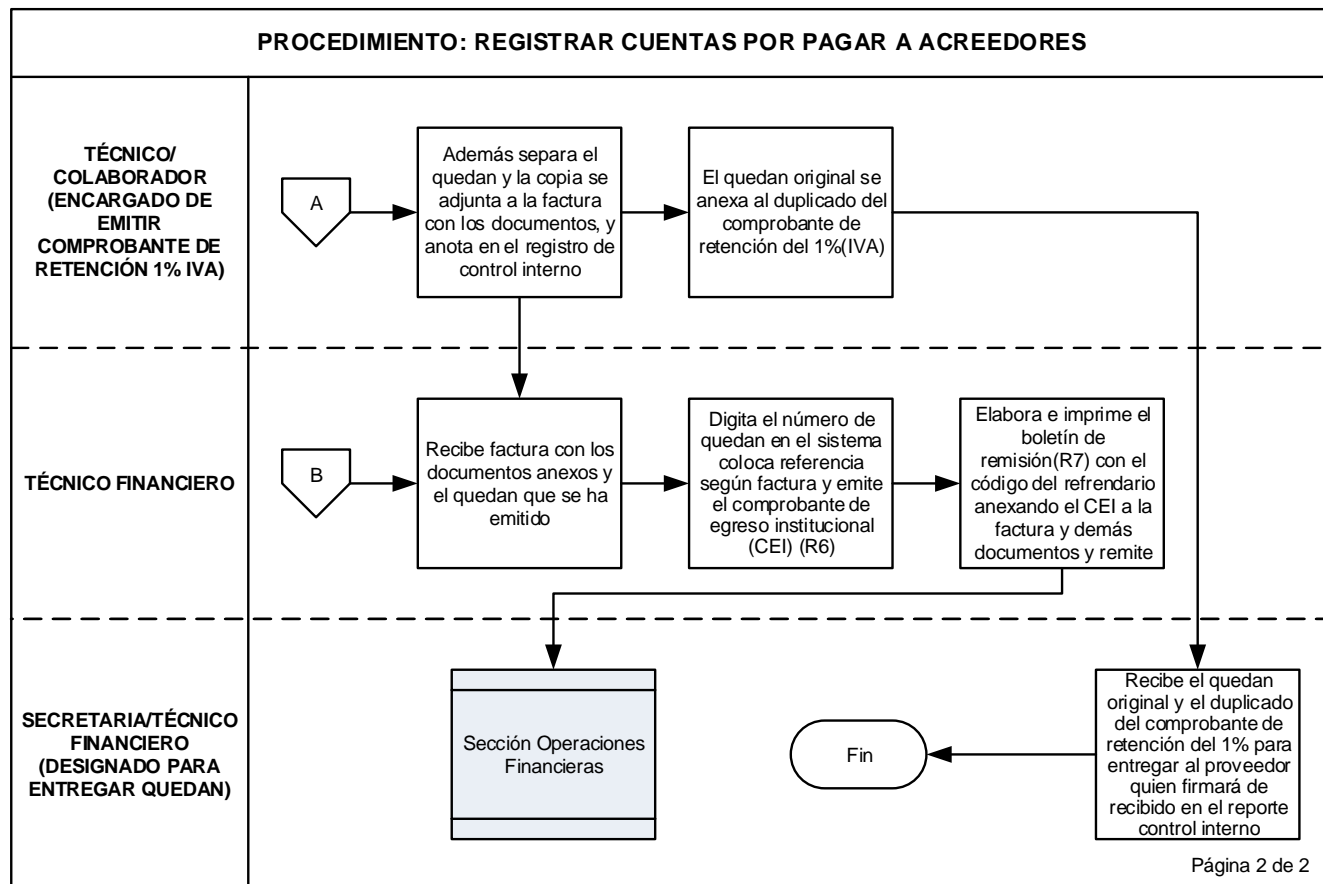 PROCEDIMIENTO: REGISTRAR CUENTAS POR PAGAR A ACREEDORES
TÉCNICO/
COLABORADOR
(ENCARGADO DE
EMITIR
COMPROBANTE DE
RETENCIÓN 1% IVA)
A
Además separa el
quedan y la copia se
adjunta a la factura
con los documentos, y
anota en el registro de
control interno
El quedan original se
anexa al duplicado del
comprobante de
retención del 1%(IVA)
TÉCNICO FINANCIERO
B
Recibe factura con los
documentos anexos y
el quedan que se ha
emitido
Digita el número de
quedan en el sistema
coloca referencia
según factura y emite
el comprobante de
egreso institucional
(CEI) (R6)
Elabora e imprime el
boletín de
remisión(R7) con el
código del refrendario
anexando el CEI a la
factura y demás
documentos y remite
SECRETARIA/TÉCNICO
FINANCIERO
(DESIGNADO PARA
ENTREGAR QUEDAN)
Sección Operaciones
Financieras
Fin
Recibe el quedan
original y el duplicado
del comprobante de
retención del 1% para
entregar al proveedor
quien firmará de
recibido en el reporte
control interno
Página 2 de 2